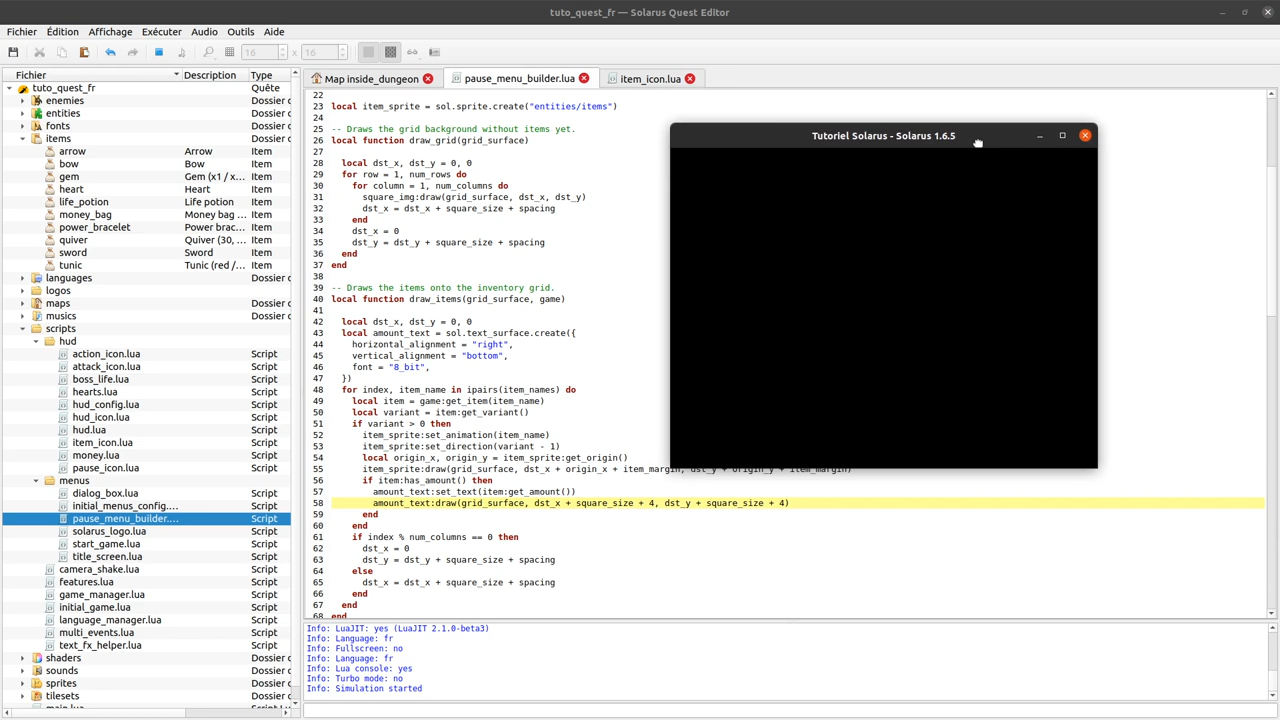 tuto_quest_fr — Solarus Quest Editor
Fichier Édition Affichage Exécuter Audio Outils Aide
16 x 16
Fichier Description Type
tuto_quest_fr Quête
enemies Dossier
entities Dossier
fonts Dossier
items Dossier
arrow Arrow Item
bow Bow Item
gem Gem (x1 / x... Item
heart Heart Item
life_potion Life potion Item
money_bag Money bag ... Item
power_bracelet Power brac... Item
quiver Quiver (30, ... Item
sword Sword Item
tunic Tunic (red /... Item
languages Dossier
logos Dossier
maps Dossier
musics Dossier
scripts Dossier
hud Dossier
action_icon.lua Script
attack_icon.lua Script
boss_life.lua Script
hearts.lua Script
hud_config.lua Script
hud_icon.lua Script
hud.lua Script
item_icon.lua Script
money.lua Script
pause_icon.lua Script
menus Dossier
dialog_box.lua Script
initial_menus_config.... Script
pause_menu_builder.... Script
solarus_logo.lua Script
start_game.lua Script
title_screen.lua Script
camera_shake.lua Script
features.lua Script
game_manager.lua Script
initial_game.lua Script
language_manager.lua Script
multi_events.lua Script
text_fx_helper.lua Script
shaders Dossier
sounds Dossier
sprites Dossier
tilesets Dossier
main.lua
Map inside_dungeon pause_menu_builder.lua item_icon.lua
22
23 local item_sprite = sol.sprite.create("entities/items")
24
25 -- Draws the grid background without items yet.
26 local function draw_grid(grid_surface)
27
28 local dst_x, dst_y = 0, 0
29 for row = 1, num_rows do
30 for column = 1, num_columns do
31 square_img:draw(grid_surface, dst_x, dst_y)
32 dst_x = dst_x + square_size + spacing
33 end
34 dst_x = 0
35 dst_y = dst_y + square_size + spacing
36 end
37 end
38
39 -- Draws the items onto the inventory grid.
40 local function draw_items(grid_surface, game)
41
42 local dst_x, dst_y = 0, 0
43 local amount_text = sol.text_surface.create({
44 horizontal_alignment = "right",
45 vertical_alignment = "bottom",
46 font = "8_bit",
47 })
48 for index, item_name in ipairs(item_names) do
49 local item = game:get_item(item_name)
50 local variant = item:get_variant()
51 if variant > 0 then
52 item_sprite:set_animation(item_name)
53 item_sprite:set_direction(variant - 1)
54 local origin_x, origin_y = item_sprite:get_origin()
55 item_sprite:draw(grid_surface, dst_x + origin_x + item_margin, dst_y + origin_y + item_margin)
56 if item:has_amount() then
57 amount_text:set_text(item:get_amount())
58 amount_text:draw(grid_surface, dst_x + square_size + 4, dst_y + square_size + 4)
59 end
60 end
61 if index % num_columns == 0 then
62 dst_x = 0
63 dst_y = dst_y + square_size + spacing
64 else
65 dst_x = dst_x + square_size + spacing
66 end
67 end
68 end
Tutoriel Solarus - Solarus 1.6.5
Info: LuaJIT: yes (LuaJIT 2.1.0-beta3)
Info: Language: fr
Info: Fullscreen: no
Info: Language: fr
Info: Lua console: yes
Info: Turbo mode: no
Info: Simulation started